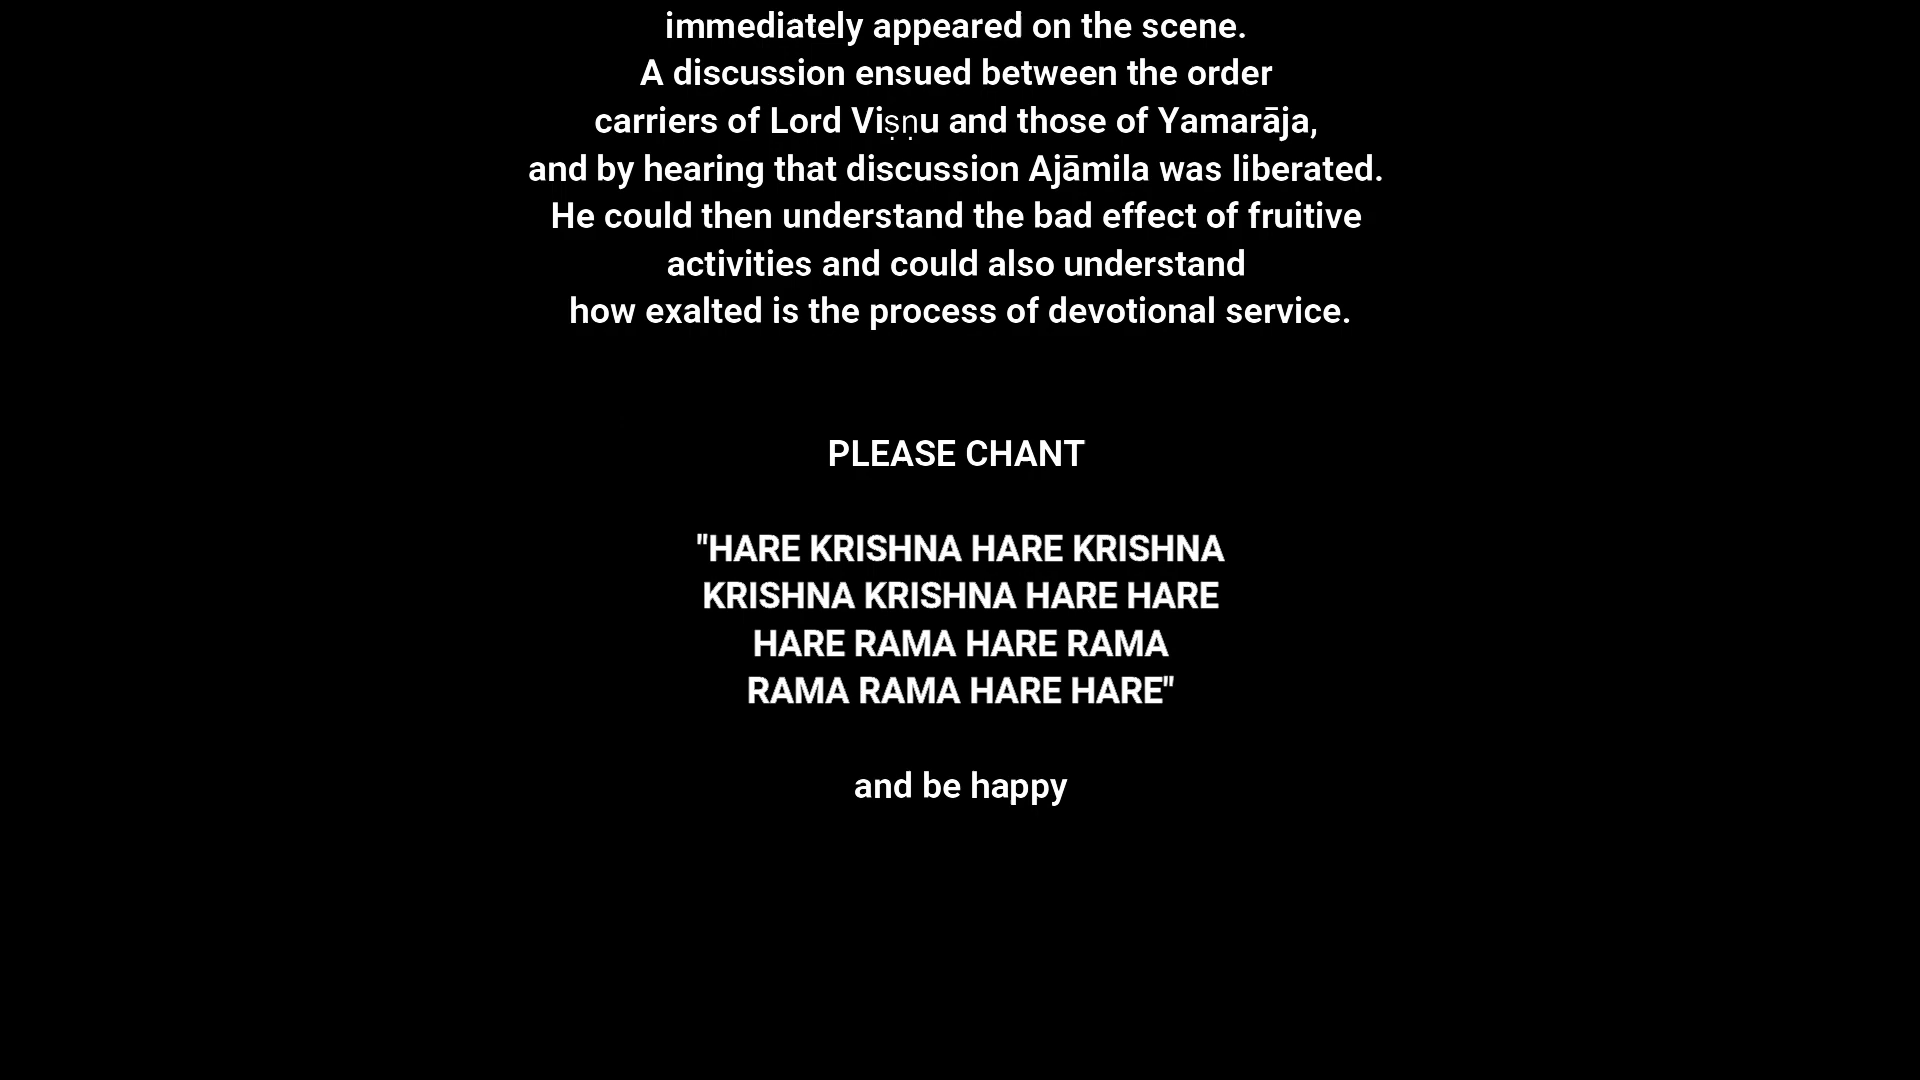 immediately appeared on the scene.
A discussion ensued between the order
carriers of Lord Viṣṇu and those of Yamarāja,
and by hearing that discussion Ajāmila was liberated.
He could then understand the bad effect of fruitive
activities and could also understand
how exalted is the process of devotional service.
PLEASE CHANT
"HARE KRISHNA HARE KRISHNA
KRISHNA KRISHNA HARE HARE
HARE RAMA HARE RAMA
RAMA RAMA HARE HARE"
and be happy